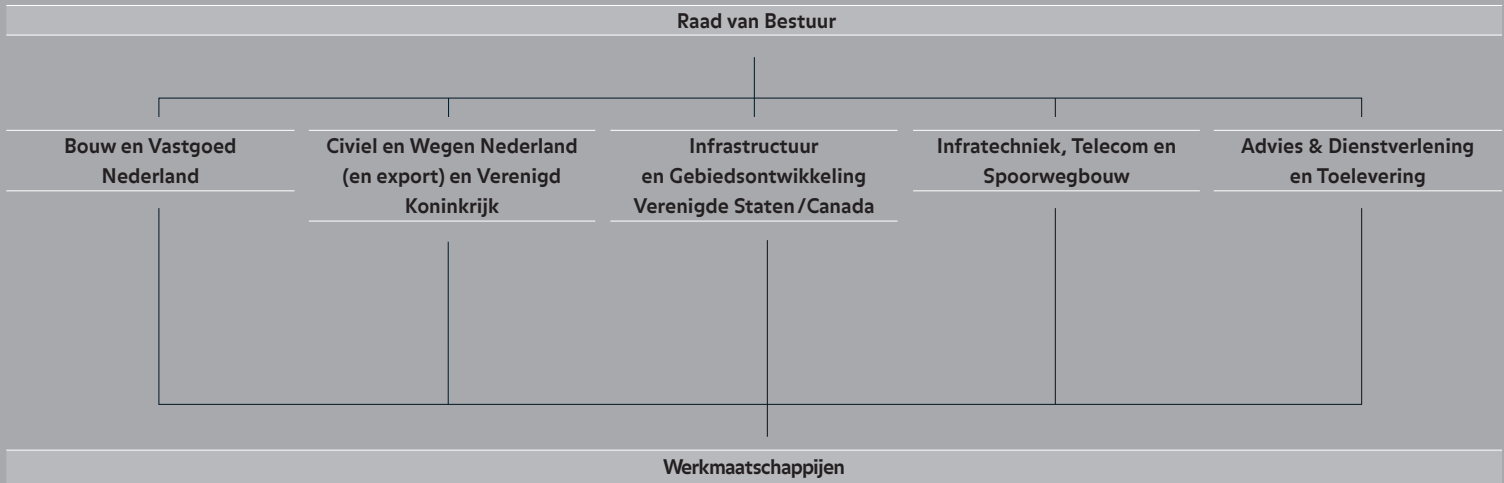 Raad van Bestuur
Bouw en Vastgoed
Nederland
Civiel en Wegen Nederland
(en export) en Verenigd
Koninkrijk
Infrastructuur
en Gebiedsontwikkeling
Verenigde Staten/Canada
Infratechniek, Telecom en
Spoorwegbouw
Advies & Dienstverlening
en Toelevering
Werkmaatschappijen